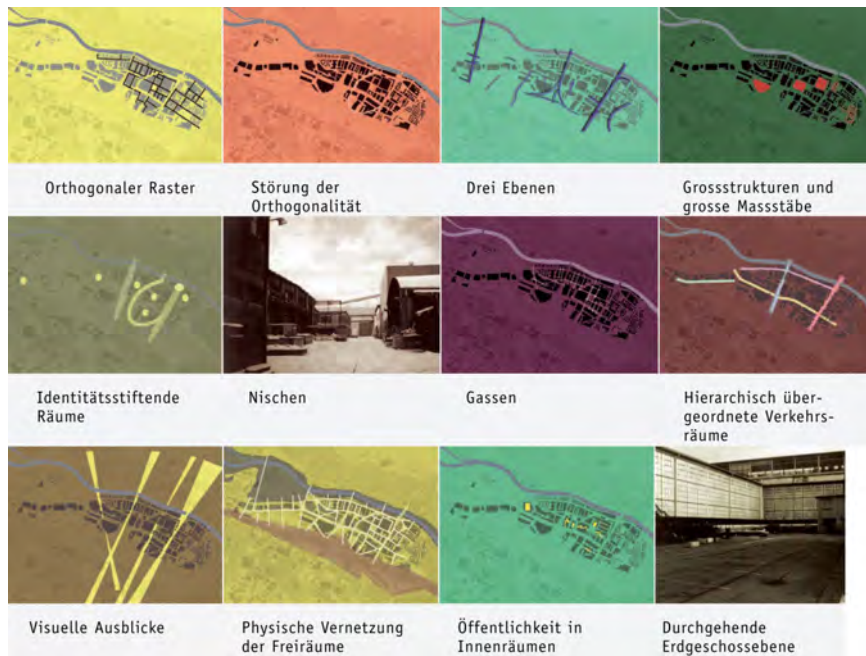 Orthogonaler Raster
Störung der
Orthogonalität
Drei Ebenen
Grossstrukturen und
grosse Massstäbe
Identitätsstiftende
Räume
Nischen
Gassen
Hierarchisch über-
geordnete Verkehrs-
räume
Visuelle Ausblicke
Physische Vernetzung
der Freiräume
Öffentlichkeit in
Innenräumen
Durchgehende
Erdgeschossebene